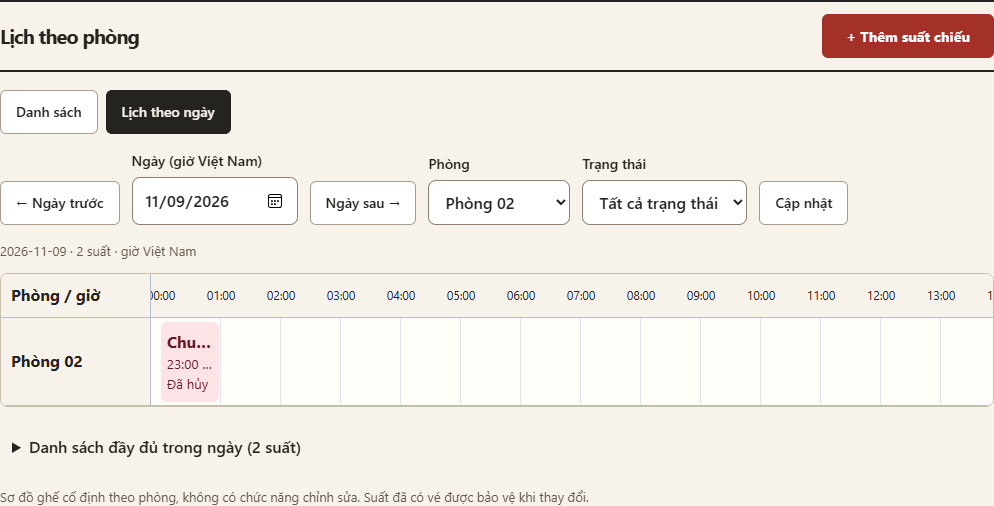 Lịch theo phòng
+ Thêm suất chiếu
Danh sách
Lịch theo ngày
Ngày (giờ Việt Nam)
Phòng
Trạng thái
← Ngày trước
11/09/2026
Ngày sau →
Phòng 02
Tất cả trạng thái
Cập nhật
2026-11-09 · 2 suất · giờ Việt Nam
Phòng / giờ
00:00 01:00 02:00 03:00 04:00 05:00 06:00 07:00 08:00 09:00 10:00 11:00 12:00 13:00 1
Phòng 02
Chu...
23:00 ...
Đã hủy
▶ Danh sách đầy đủ trong ngày (2 suất)
Sơ đồ ghế cố định theo phòng, không có chức năng chỉnh sửa. Suất đã có vé được bảo vệ khi thay đổi.